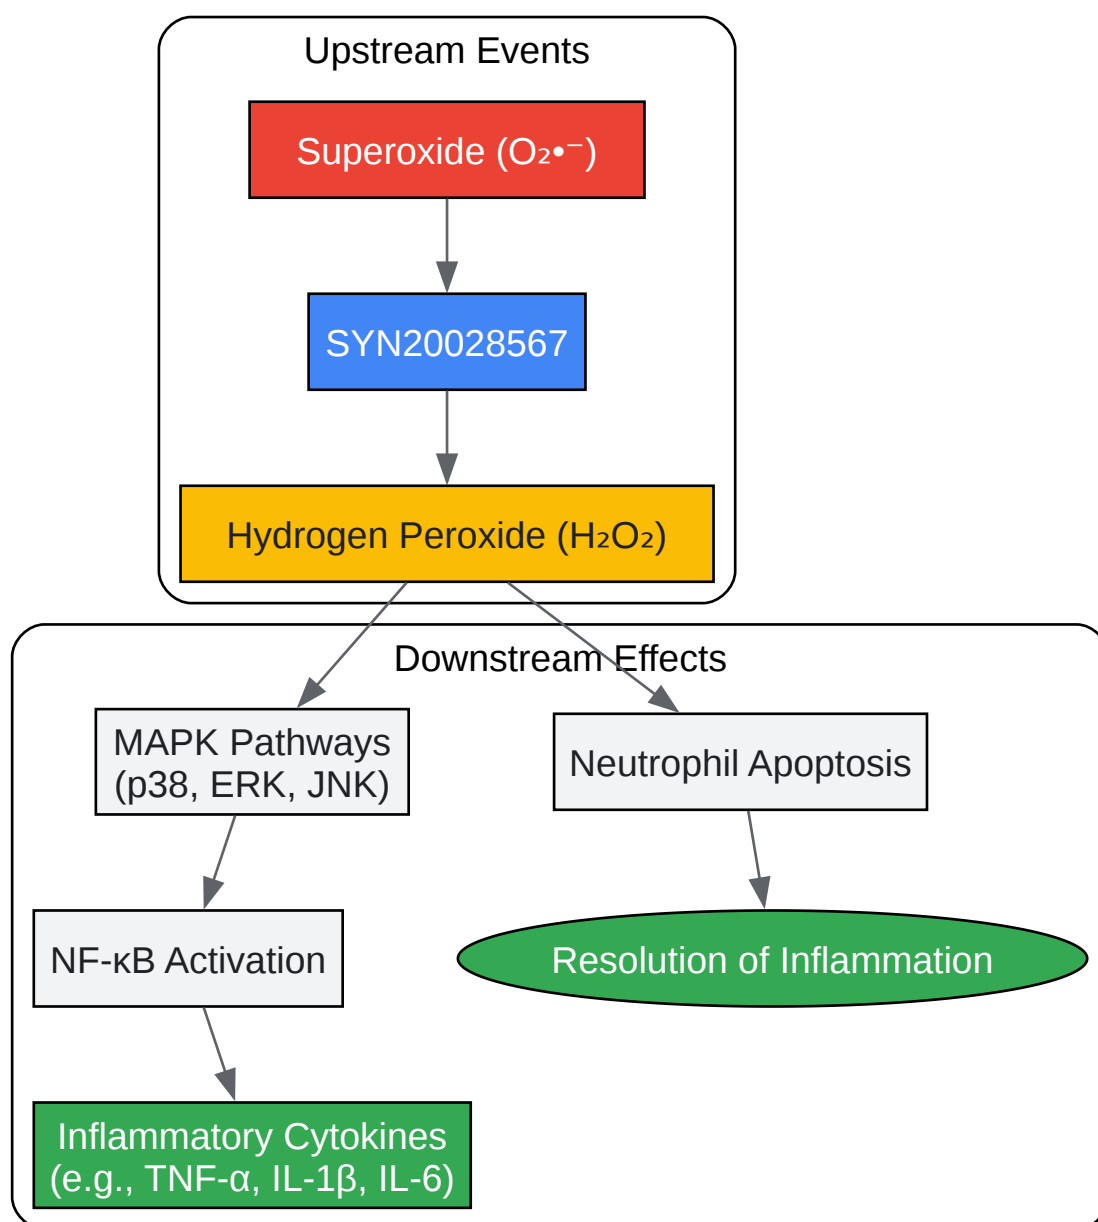 Upstream Events
Superoxide (O₂•⁻)
SYN20028567
Hydrogen Peroxide (H₂O₂)
Downstream Effects
MAPK Pathways
(p38, ERK, JNK)
Neutrophil Apoptosis
NF-κB Activation
Resolution of Inflammation
Inflammatory Cytokines
(e.g., TNF-α, IL-1β, IL-6)